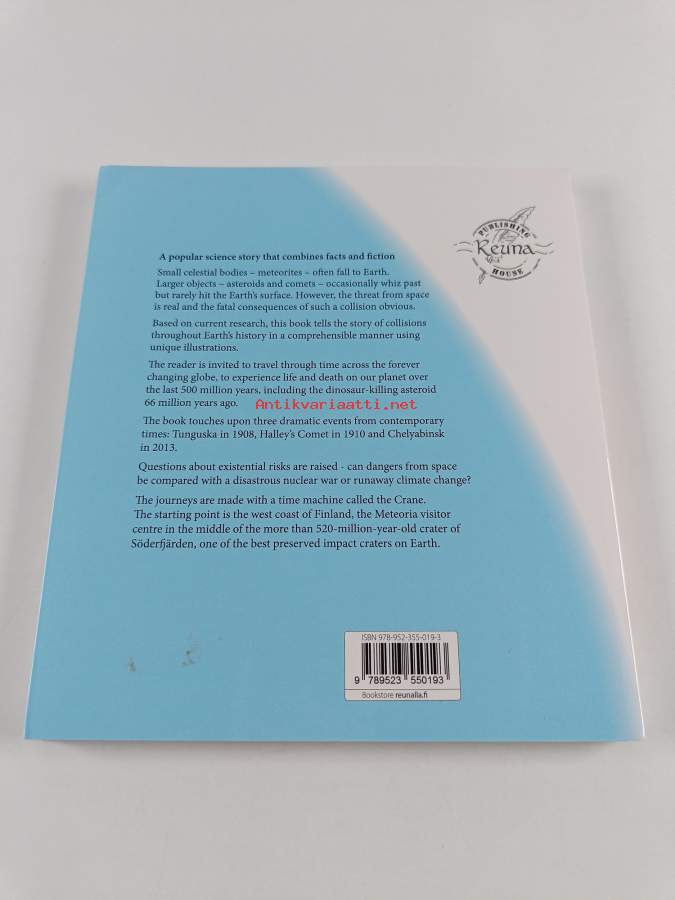 PUBLISHING
Reuna
HOUSE
A popular science story that combines facts and fiction
Small celestial bodies – meteorites – often fall to Earth.
Larger objects – asteroids and comets – occasionally whiz past
but rarely hit the Earth's surface. However, the threat from space
is real and the fatal consequences of such a collision obvious.
Based on current research, this book tells the story of collisions
throughout Earth's history in a comprehensible manner using
unique illustrations.
The reader is invited to travel through time across the forever
changing globe, to experience life and death on our planet over
the last 500 million years, including the dinosaur-killing asteroid
66 million years ago.
Antikvariaatti.net
The book touches upon three dramatic events from contemporary
times: Tunguska in 1908, Halley's Comet in 1910 and Chelyabinsk
in 2013.
Questions about existential risks are raised - can dangers from space
be compared with a disastrous nuclear war or runaway climate change?
The journeys are made with a time machine called the Crane.
The starting point is the west coast of Finland, the Meteoria visitor
centre in the middle of the more than 520-million-year-old crater of
Söderfjärden, one of the best preserved impact craters on Earth.
ISBN 978-952-355-019-3
9 789523 550193
Bookstore reunalla.fi